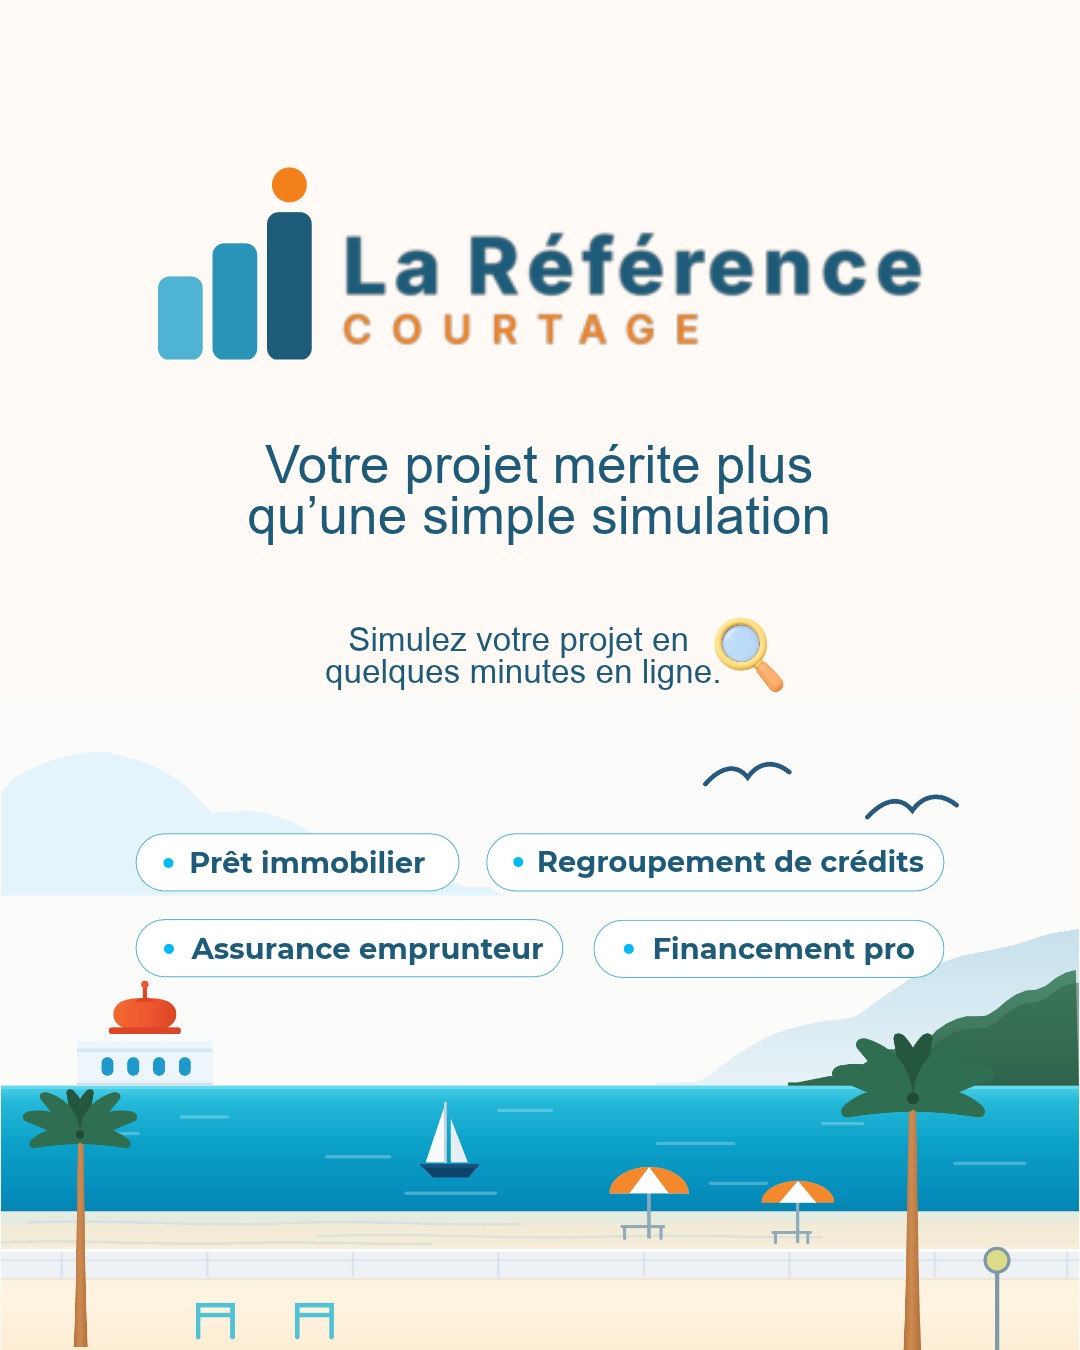 La Référence
COURTAGE
Votre projet mérite plus
qu’une simple simulation
Simulez votre projet en
quelques minutes en ligne.
• Prêt immobilier
• Regroupement de crédits
• Assurance emprunteur
• Financement pro